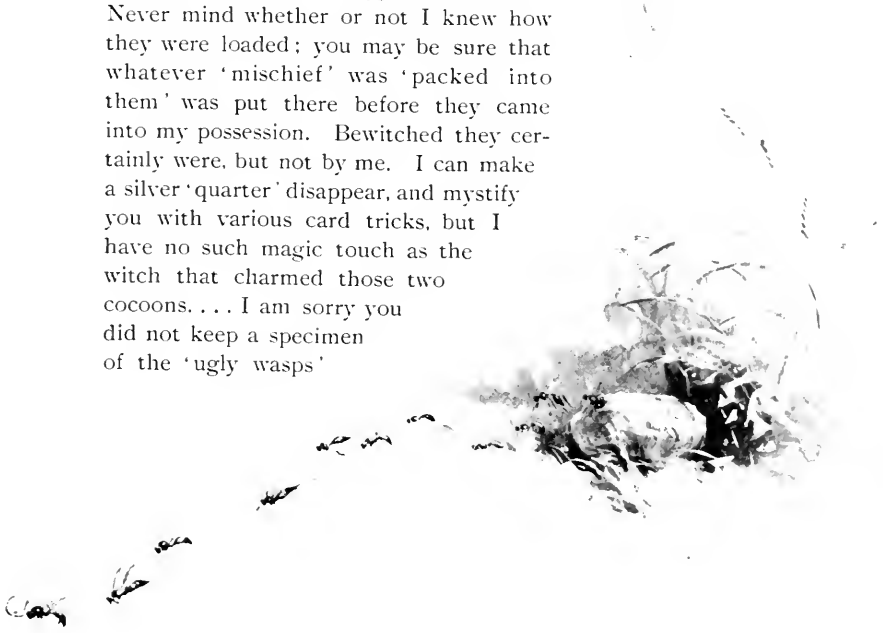 Never mind whether or not I knew how
they were loaded; you may be sure that
whatever 'mischief' was 'packed into
them' was put there before they came
into my possession. Bewitched they cer-
tainly were, but not by me. I can make
a silver 'quarter' disappear, and mystify
you with various card tricks, but I
have no such magic touch as the
witch that charmed those two
cocoons.... I am sorry you
did not keep a specimen
of the 'ugly wasps'